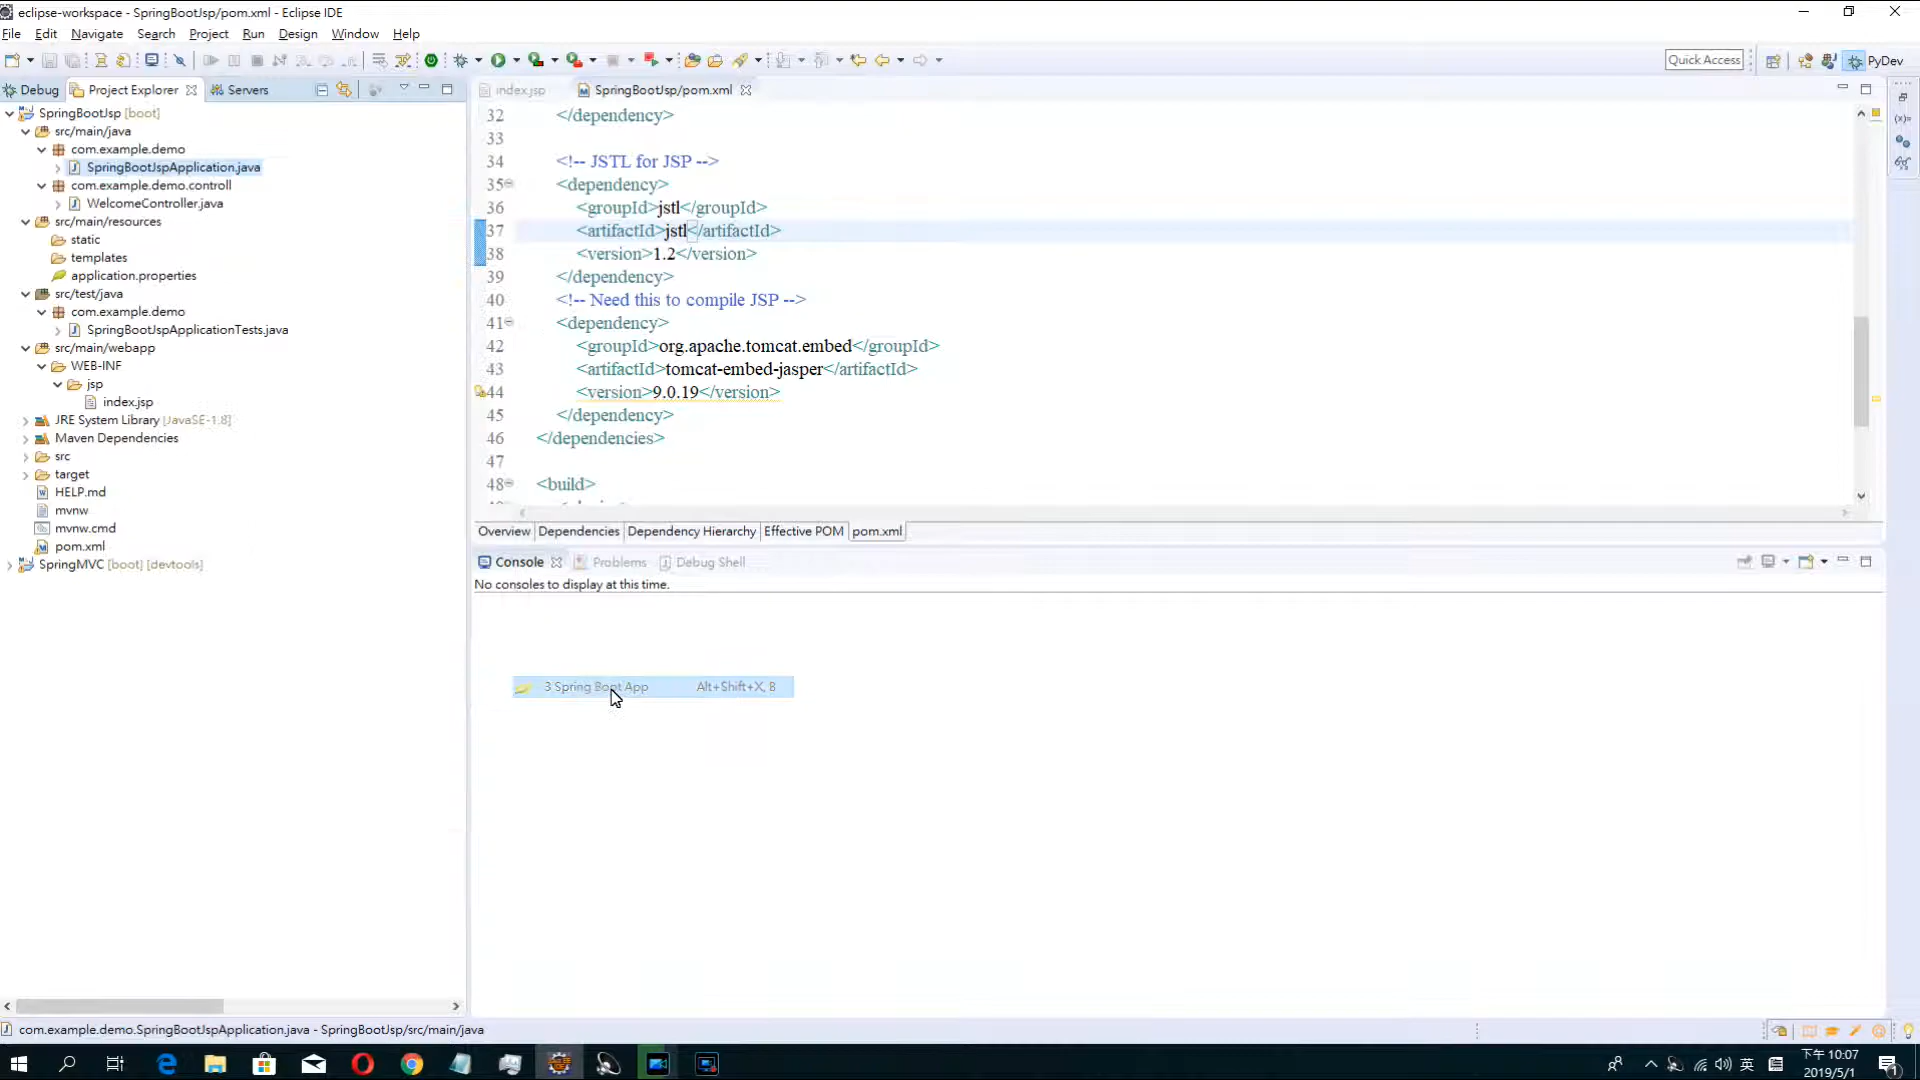 eclipse-workspace - SpringBootJsp/pom.xml - Eclipse IDE
File Edit Navigate Search Project Run Design Window Help
Quick Access
PyDev
Debug Project Explorer Servers
index.jsp SpringBootJsp/pom.xml
SpringBootJsp [boot]
src/main/java
com.example.demo
SpringBootJspApplication.java
com.example.demo.controll
WelcomeController.java
src/main/resources
static
templates
application.properties
src/test/java
com.example.demo
SpringBootJspApplicationTests.java
src/main/webapp
WEB-INF
jsp
index.jsp
JRE System Library [JavaSE-1.8]
Maven Dependencies
src
target
HELP.md
mvnw
mvnw.cmd
pom.xml
SpringMVC [boot] [devtools]
32 </dependency>
33
34 <!-- JSTL for JSP -->
35 <dependency>
36 <groupId>jstl</groupId>
37 <artifactId>jstl</artifactId>
38 <version>1.2</version>
39 </dependency>
40 <!-- Need this to compile JSP -->
41 <dependency>
42 <groupId>org.apache.tomcat.embed</groupId>
43 <artifactId>tomcat-embed-jasper</artifactId>
44 <version>9.0.19</version>
45 </dependency>
46 </dependencies>
47
48 <build>
Overview Dependencies Dependency Hierarchy Effective POM pom.xml
Console Problems Debug Shell
No consoles to display at this time.
3 Spring Boot App Alt+Shift+X, B
com.example.demo.SpringBootJspApplication.java - SpringBootJsp/src/main/java
英
下午 10:07
2019/5/1